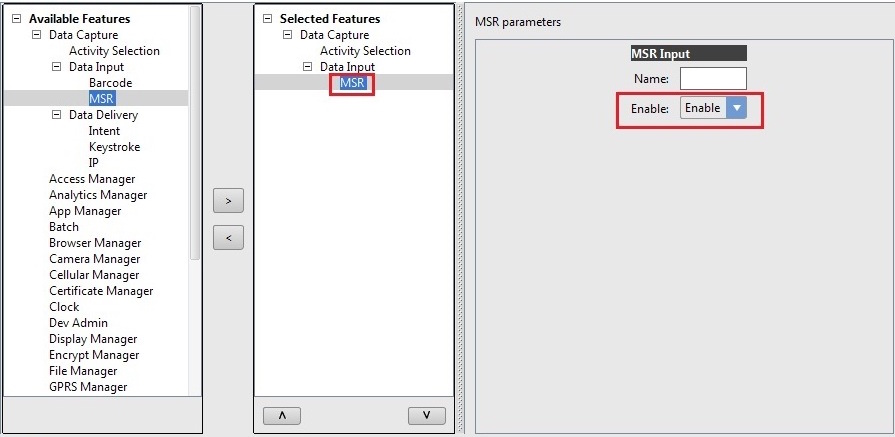 Available Features
Data Capture
Activity Selection
Data Input
Barcode
MSR
Data Delivery
Intent
Keystroke
IP
Access Manager
Analytics Manager
App Manager
Batch
Browser Manager
Camera Manager
Cellular Manager
Certificate Manager
Clock
Dev Admin
Display Manager
Encrypt Manager
File Manager
GPRS Manager
>
<
Selected Features
Data Capture
Activity Selection
Data Input
MSR
MSR parameters
MSR Input
Name:
Enable: Enable